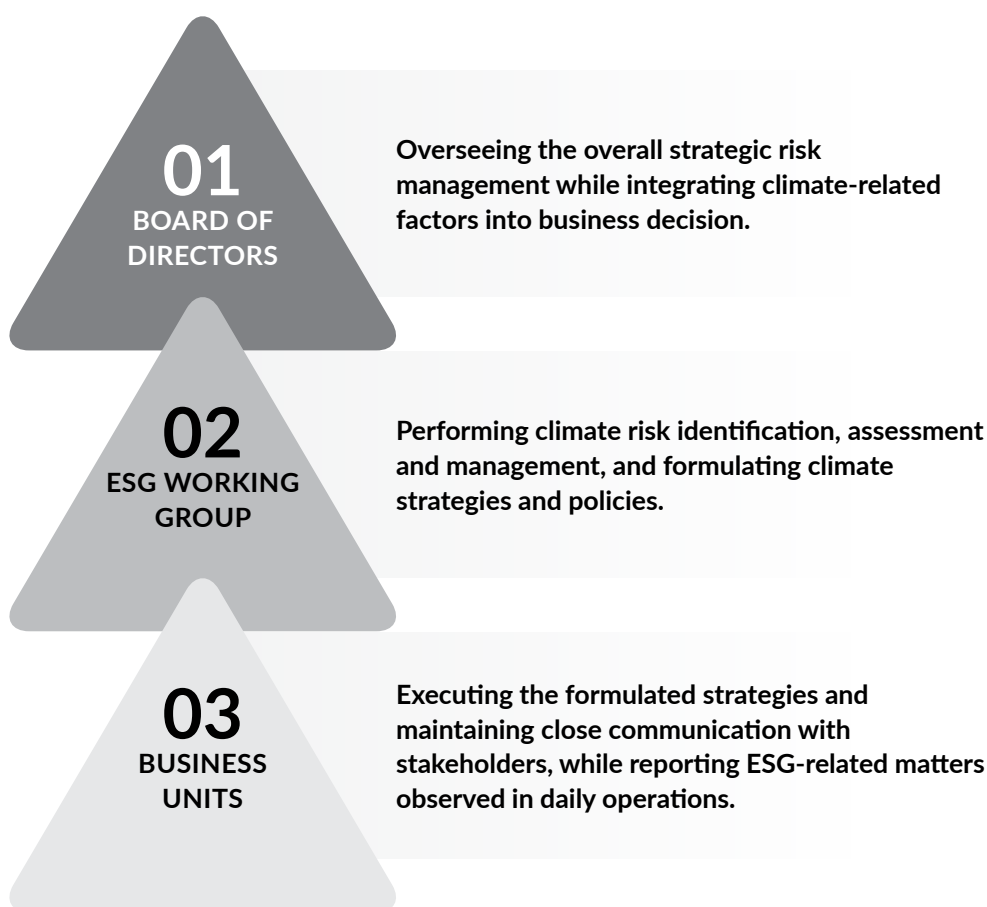 01
BOARD OF
DIRECTORS
Overseeing the overall strategic risk
management while integrating climate-related
factors into business decision.
02
ESG WORKING
GROUP
Performing climate risk identification, assessment
and management, and formulating climate
strategies and policies.
03
BUSINESS
UNITS
Executing the formulated strategies and
maintaining close communication with
stakeholders, while reporting ESG-related matters
observed in daily operations.